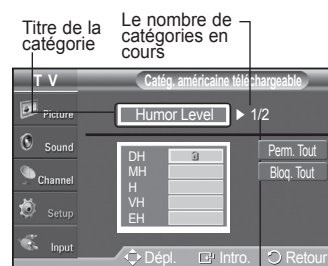 Titre de la
catégorie
Le nombre de
catégories en
cours
T V
Catég. américaine téléchargeable
Picture
Humor Level
1/2
Sound
Channel
Setup
Input
DH
MH
H
VH
EH
Perm. Tout
Bloq. Tout
Dépl.
Intro.
Retour